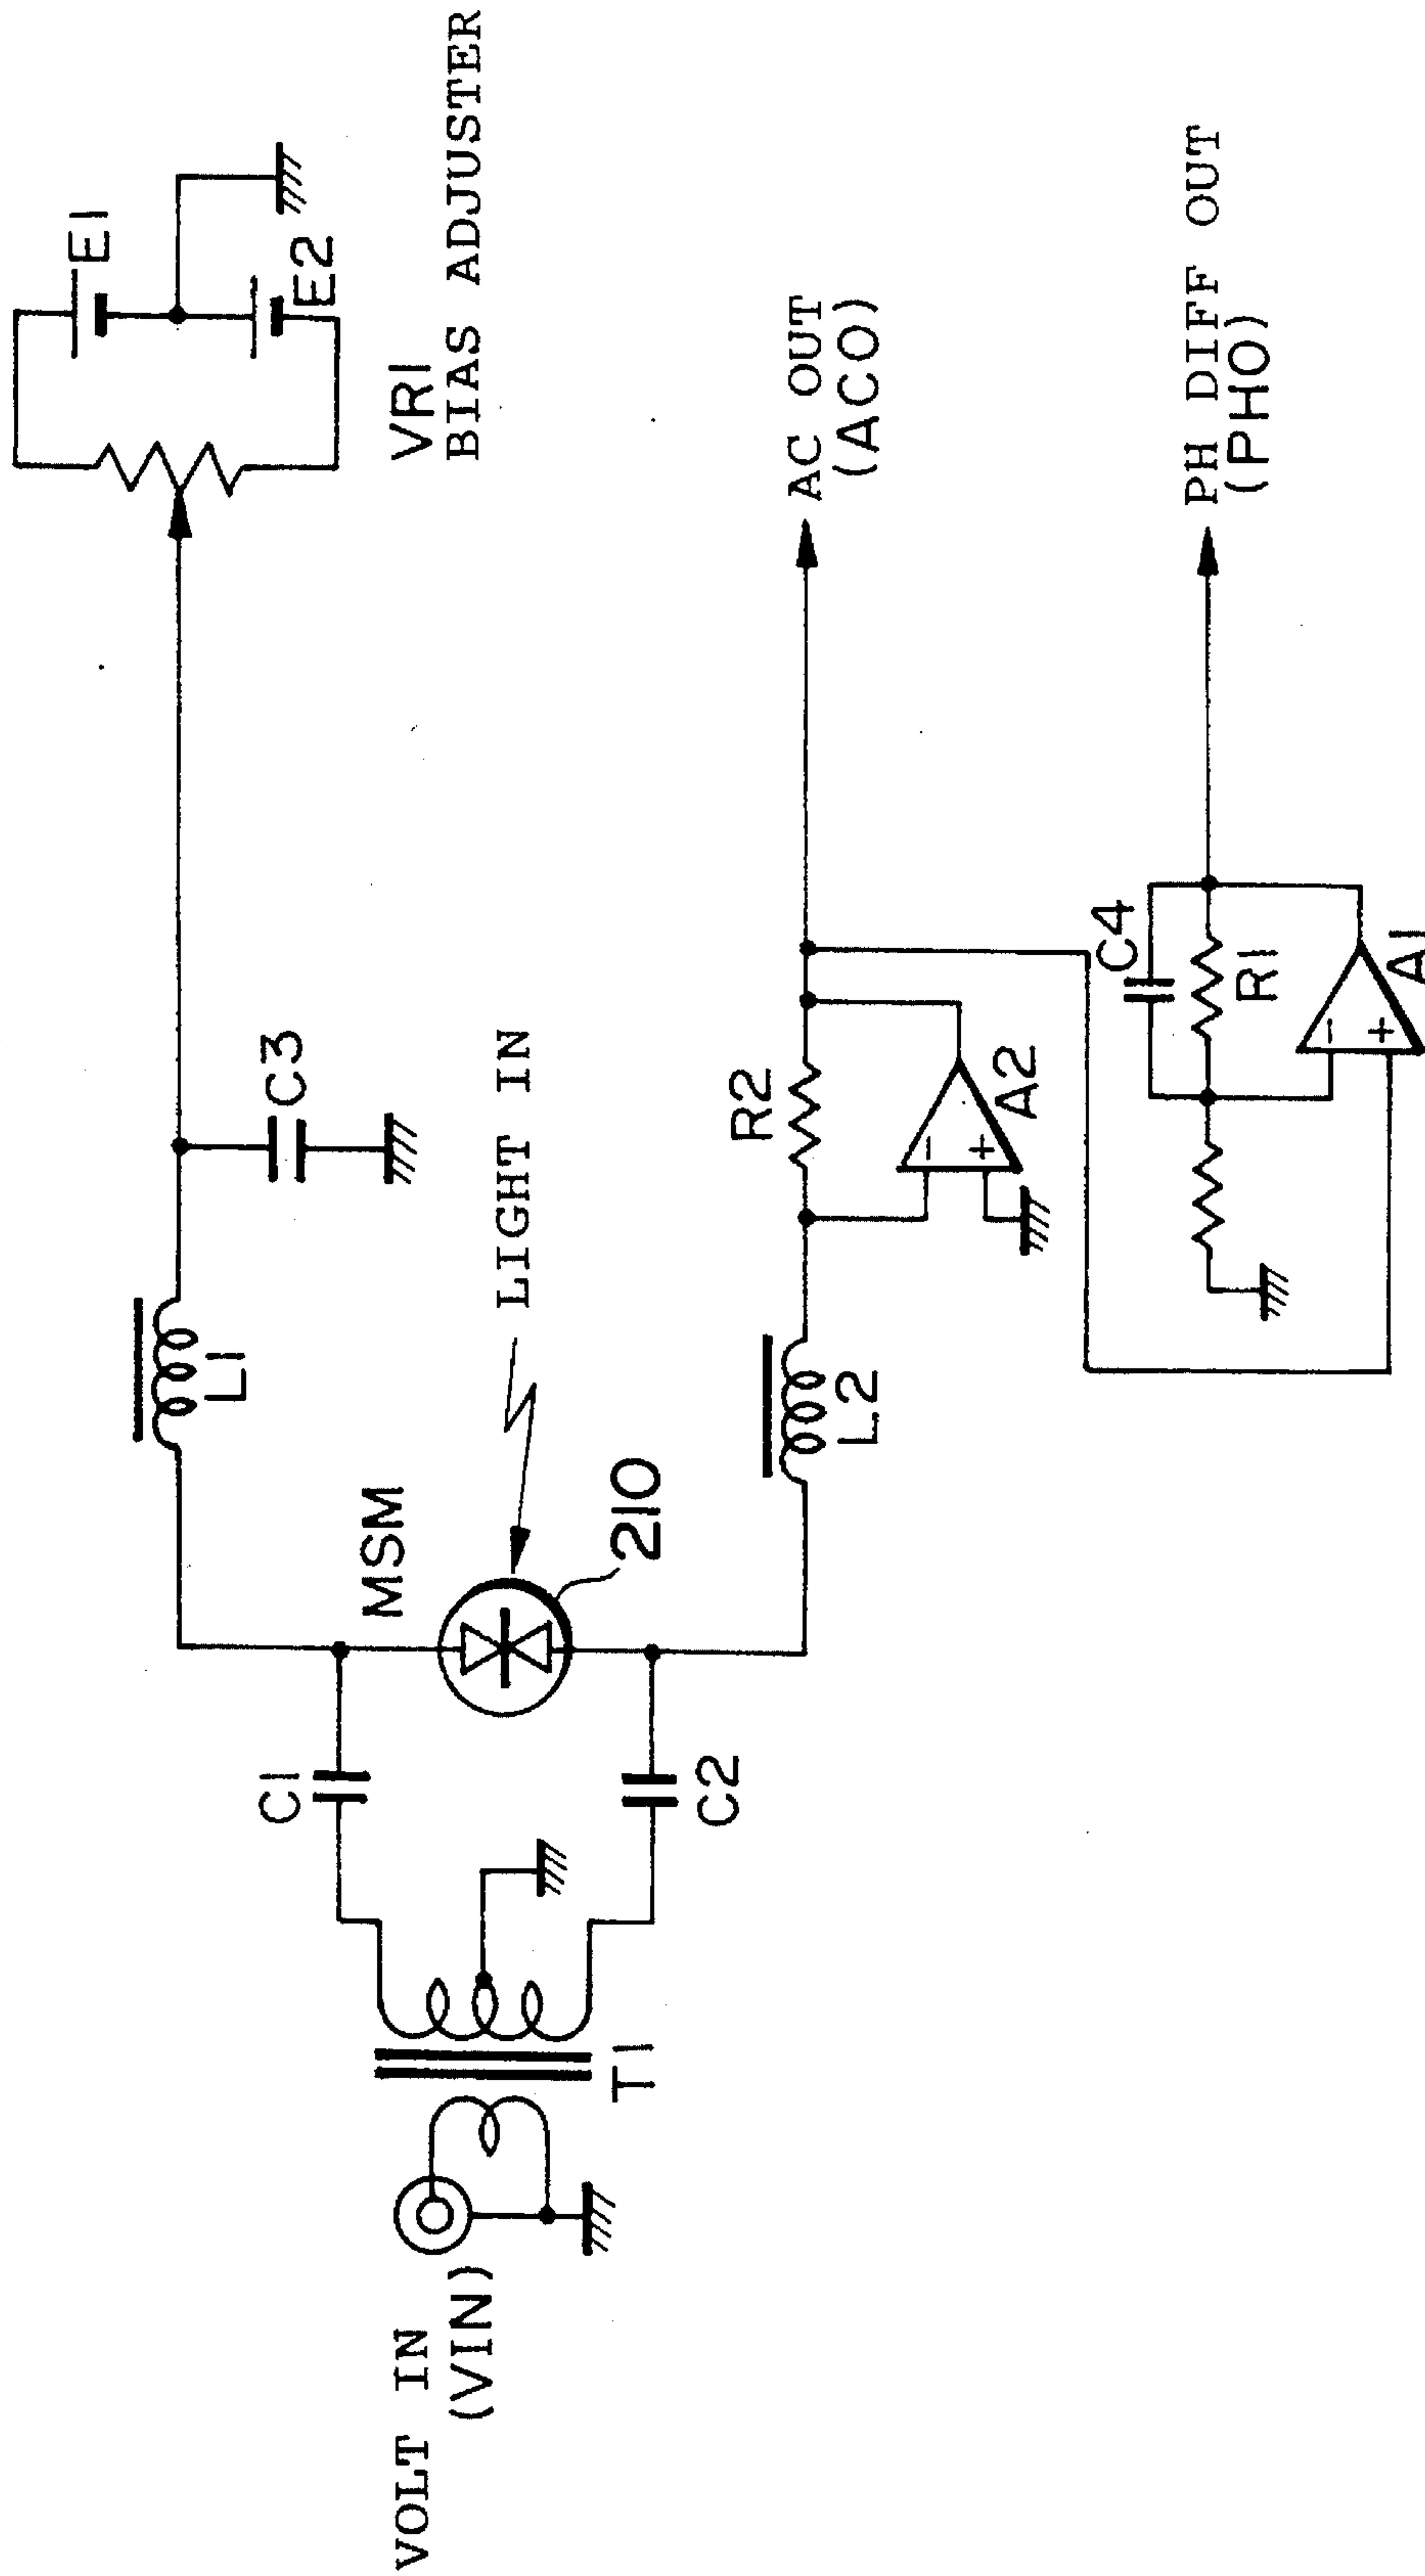 VOLT IN
(VIN)
T1
C1
C2
MSM
210
LIGHT IN
L1
C3
L2
R2
A2
-
+
C4
R1
A1
-
+
E1
E2
VR1
BIAS ADJUSTER
AC OUT
(ACO)
PH DIFF OUT
(PHO)